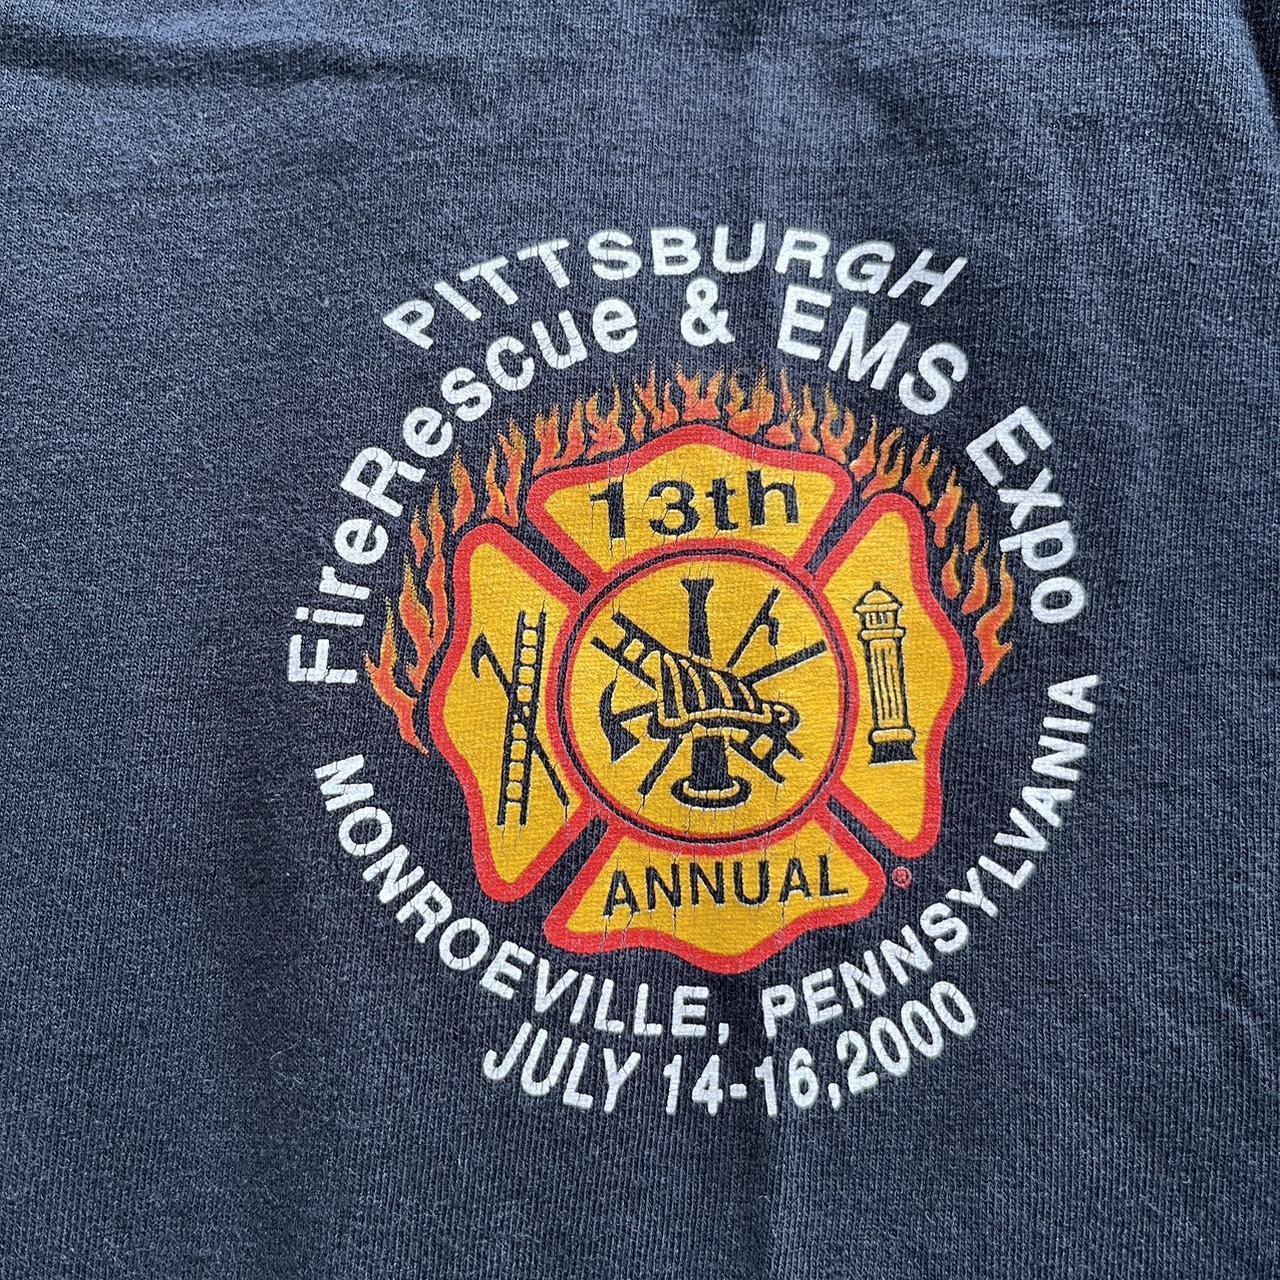 PITTSBURGH
FireRescue & EMS Expo
13th
ANNUAL
®
MONROEVILLE, PENNSYLVANIA
JULY 14-16,2000